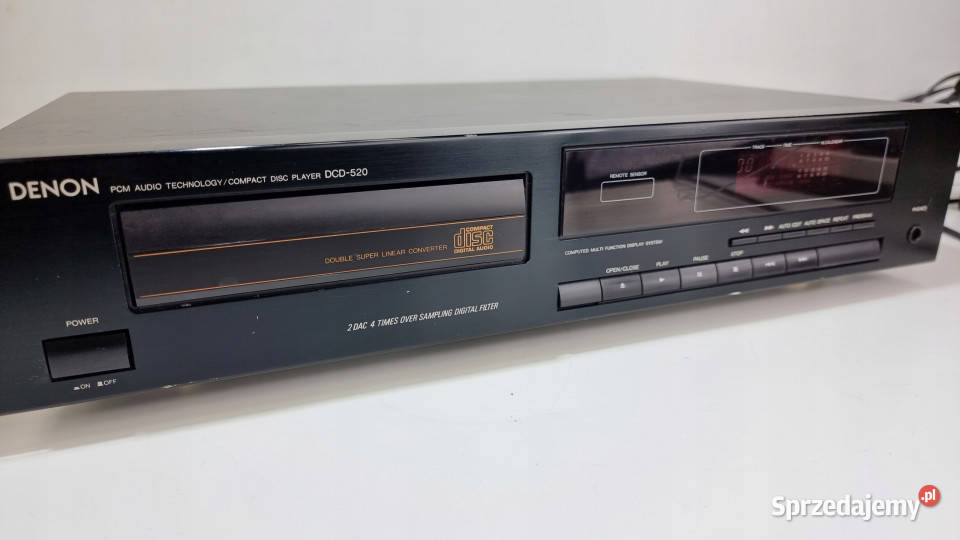 DENON PCM AUDIO TECHNOLOGY/COMPACT DISC PLAYER DCD-520
DOUBLE SUPER LINEAR CONVERTER
COMPACT
disc
DIGITAL AUDIO
2 DAC 4 TIMES OVER SAMPLING DIGITAL FILTER
POWER
ON OFF
REMOTE SENSOR
TRACK TIME
COMPUTED MULTI FUNCTION DISPLAY SYSTEM
AUTO EDIT AUTO SPACE REPEAT PROGRAM
OPEN/CLOSE PLAY PAUSE STOP
PHONES
Sprzedajemy.pl